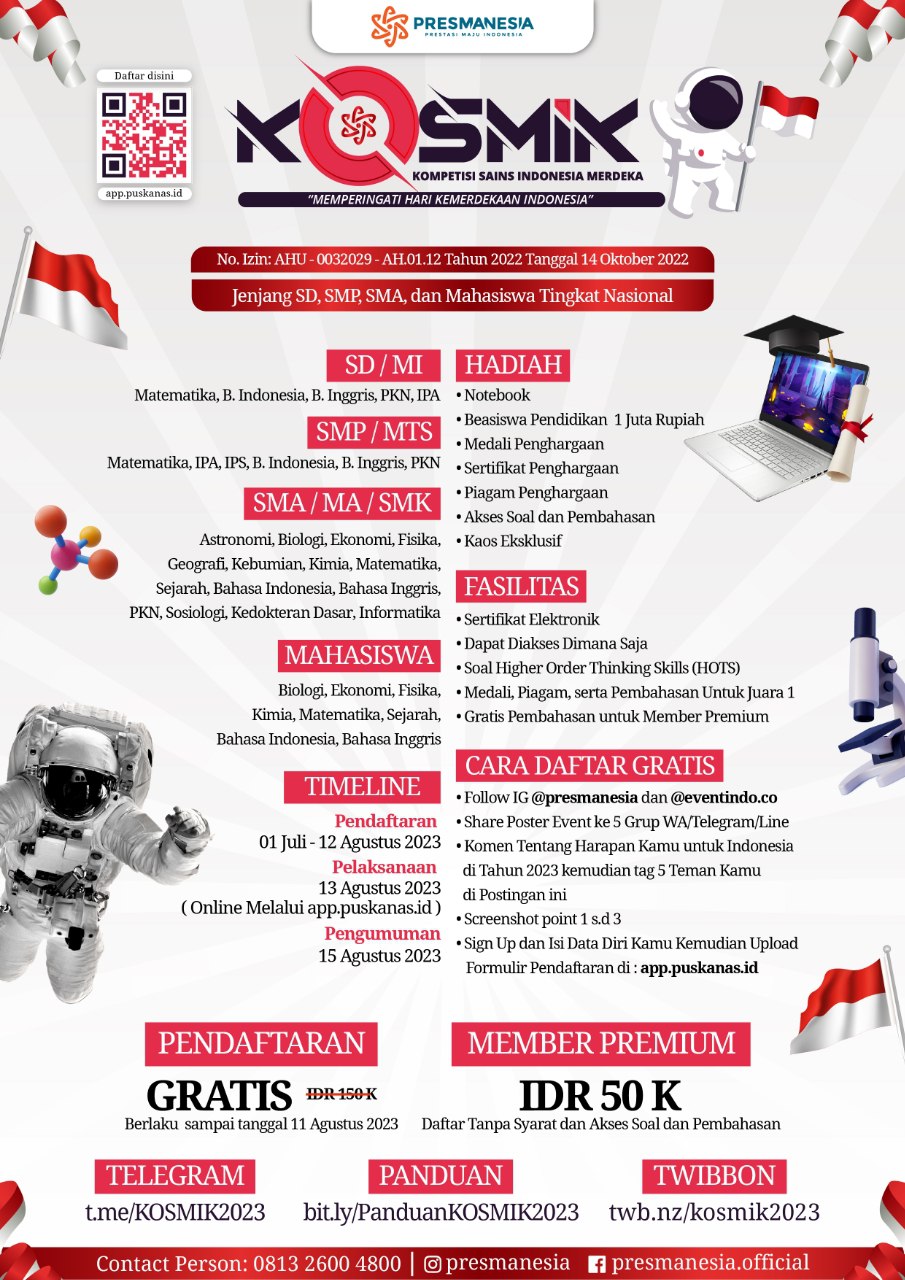 PRESMANESIA
PRESTASI MAJU INDONESIA
Daftar disini
app.puskanas.id
KOSMIK
KOMPETISI SAINS INDONESIA MERDEKA
“MEMPERINGATI HARI KEMERDEKAAN INDONESIA”
No. Izin: AHU - 0032029 - AH.01.12 Tahun 2022 Tanggal 14 Oktober 2022
Jenjang SD, SMP, SMA, dan Mahasiswa Tingkat Nasional
SD / MI
Matematika, B. Indonesia, B. Inggris, PKN, IPA
SMP / MTS
Matematika, IPA, IPS, B. Indonesia, B. Inggris, PKN
SMA / MA / SMK
Astronomi, Biologi, Ekonomi, Fisika,
Geografi, Kebumian, Kimia, Matematika,
Sejarah, Bahasa Indonesia, Bahasa Inggris,
PKN, Sosiologi, Kedokteran Dasar, Informatika
MAHASISWA
Biologi, Ekonomi, Fisika,
Kimia, Matematika, Sejarah,
Bahasa Indonesia, Bahasa Inggris
TIMELINE
Pendaftaran
01 Juli - 12 Agustus 2023
Pelaksanaan
13 Agustus 2023
( Online Melalui app.puskanas.id )
Pengumuman
15 Agustus 2023
HADIAH
• Notebook
• Beasiswa Pendidikan 1 Juta Rupiah
• Medali Penghargaan
• Sertifikat Penghargaan
• Piagam Penghargaan
• Akses Soal dan Pembahasan
• Kaos Eksklusif
FASILITAS
• Sertifikat Elektronik
• Dapat Diakses Dimana Saja
• Soal Higher Order Thinking Skills (HOTS)
• Medali, Piagam, serta Pembahasan Untuk Juara 1
• Gratis Pembahasan untuk Member Premium
CARA DAFTAR GRATIS
• Follow IG @presmanesia dan @eventindo.co
• Share Poster Event ke 5 Grup WA/Telegram/Line
• Komen Tentang Harapan Kamu untuk Indonesia
di Tahun 2023 kemudian tag 5 Teman Kamu
di Postingan ini
• Screenshot point 1 s.d 3
• Sign Up dan Isi Data Diri Kamu Kemudian Upload
Formulir Pendaftaran di : app.puskanas.id
PENDAFTARAN
GRATIS IDR 150 K
Berlaku sampai tanggal 11 Agustus 2023
MEMBER PREMIUM
IDR 50 K
Daftar Tanpa Syarat dan Akses Soal dan Pembahasan
TELEGRAM
t.me/KOSMIK2023
PANDUAN
bit.ly/PanduanKOSMIK2023
TWIBBON
twb.nz/kosmik2023
Contact Person: 0813 2600 4800 | presmanesia presmanesia.official